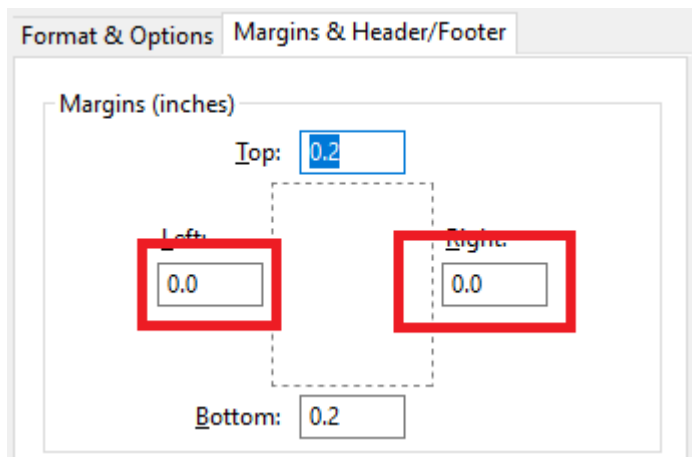 Format & Options Margins & Header/Footer
Margins (inches)
Top: 0.2
Left: Right:
0.0 0.0
Bottom: 0.2